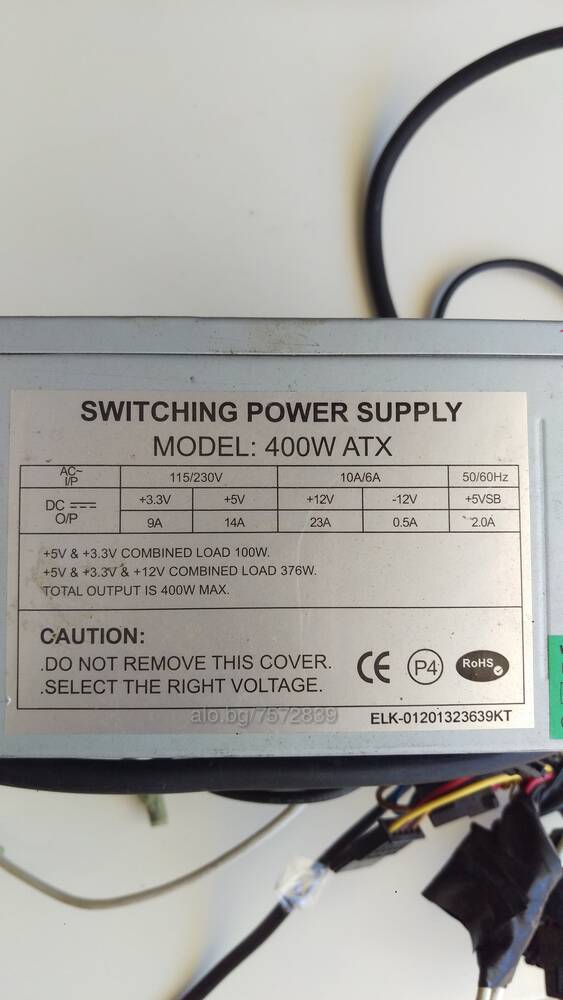 SWITCHING POWER SUPPLY
MODEL: 400W ATX
AC~ I/P 115/230V 10A/6A 50/60Hz
DC O/P +3.3V +5V +12V -12V +5VSB
9A 14A 23A 0.5A 2.0A
+5V & +3.3V COMBINED LOAD 100W.
+5V & +3.3V & +12V COMBINED LOAD 376W.
TOTAL OUTPUT IS 400W MAX.
CAUTION:
.DO NOT REMOVE THIS COVER.
.SELECT THE RIGHT VOLTAGE.
CE P4 RoHS
alo.bg/7572839
ELK-01201323639KT